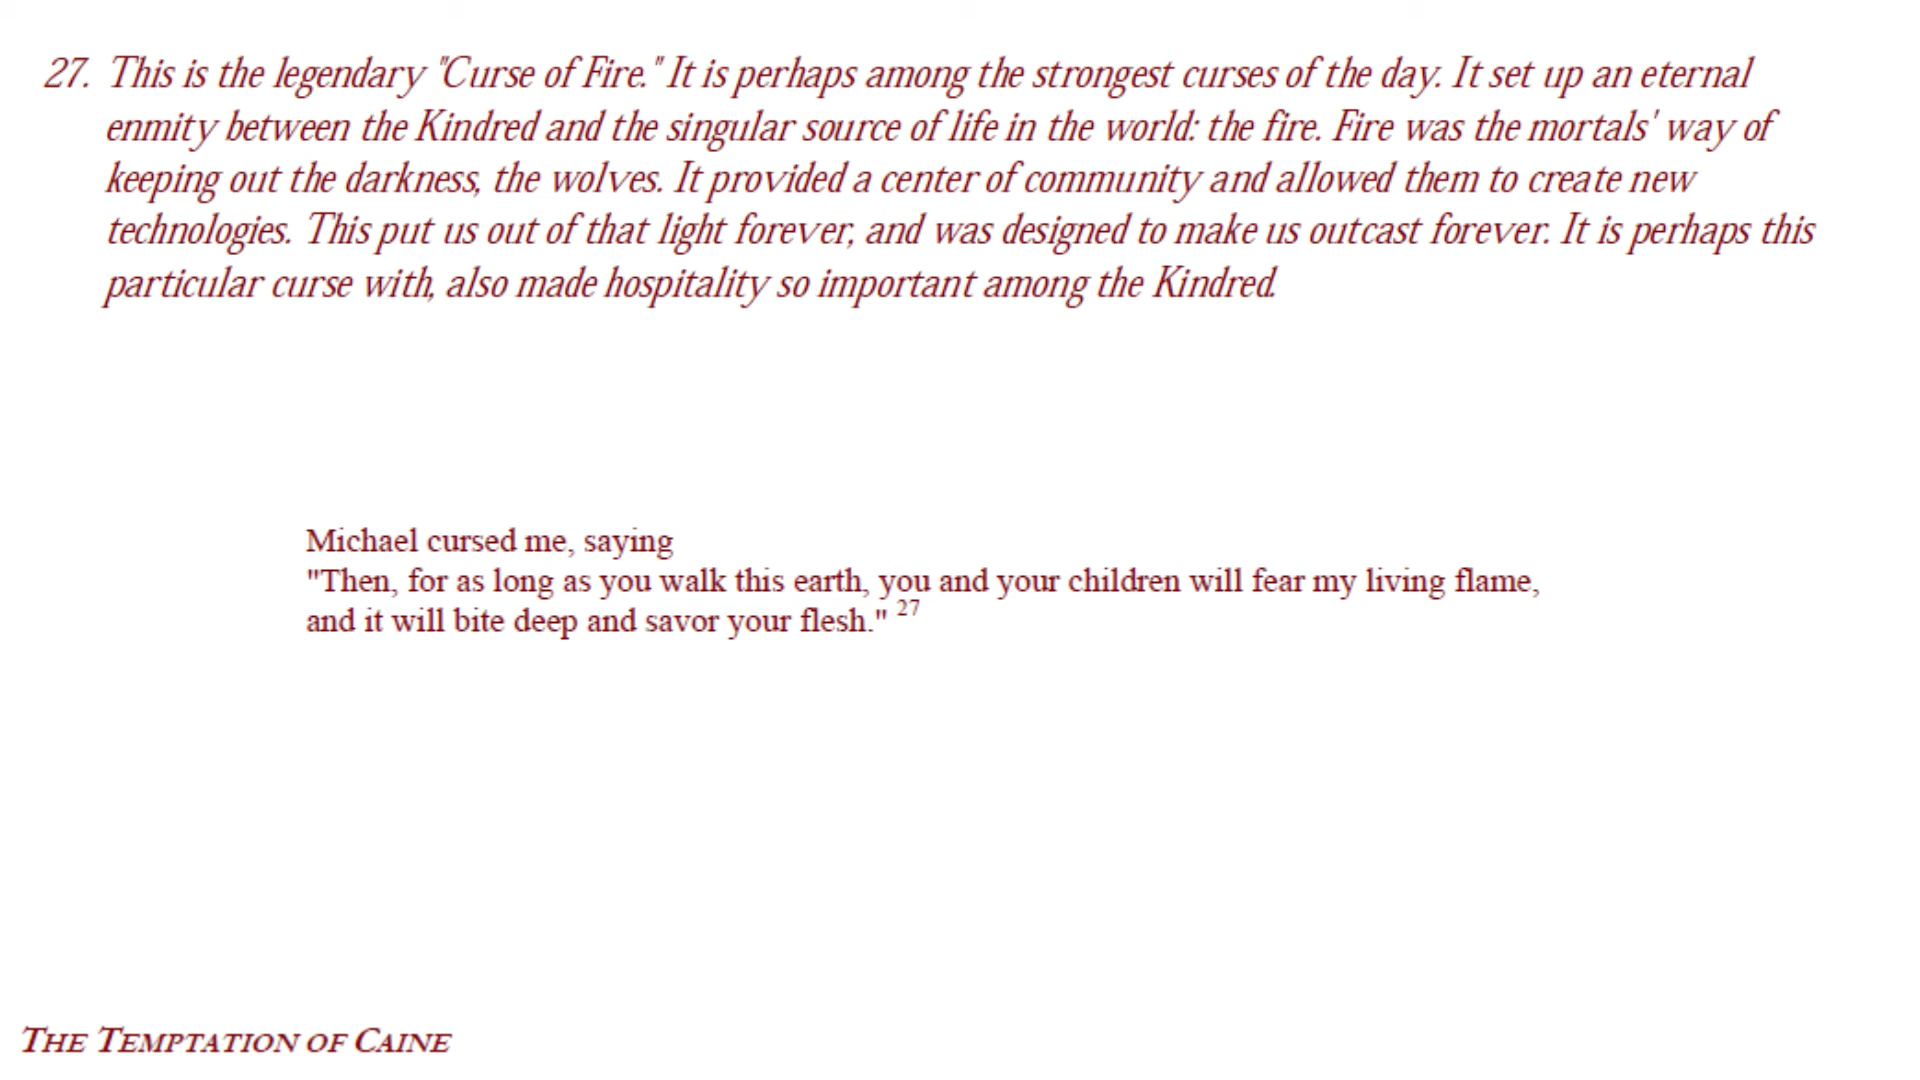 27. This is the legendary "Curse of Fire." It is perhaps among the strongest curses of the day. It set up an eternal
enmity between the Kindred and the singular source of life in the world: the fire. Fire was the mortals' way of
keeping out the darkness, the wolves. It provided a center of community and allowed them to create new
technologies. This put us out of that light forever, and was designed to make us outcast forever. It is perhaps this
particular curse with, also made hospitality so important among the Kindred.
Michael cursed me, saying
"Then, for as long as you walk this earth, you and your children will fear my living flame,
and it will bite deep and savor your flesh." 27
THE TEMPTATION OF CAINE